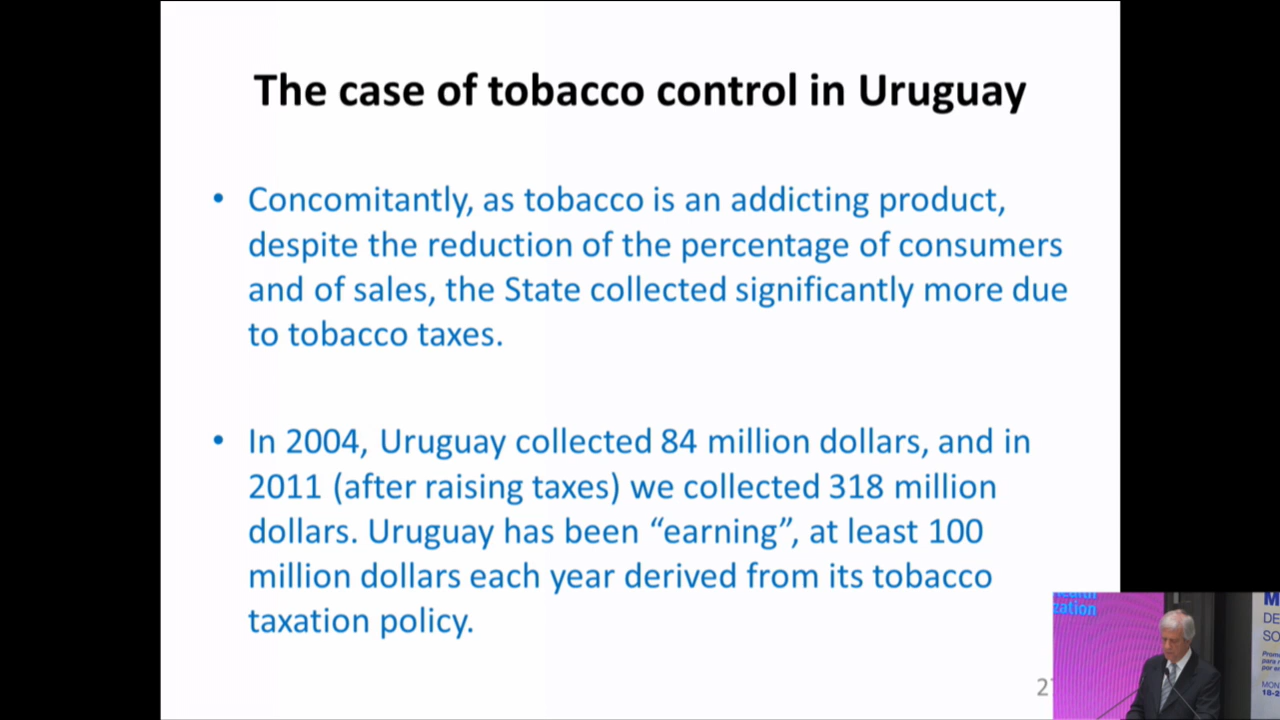 The case of tobacco control in Uruguay
• Concomitantly, as tobacco is an addicting product,
despite the reduction of the percentage of consumers
and of sales, the State collected significantly more due
to tobacco taxes.
• In 2004, Uruguay collected 84 million dollars, and in
2011 (after raising taxes) we collected 318 million
dollars. Uruguay has been “earning”, at least 100
million dollars each year derived from its tobacco
taxation policy.